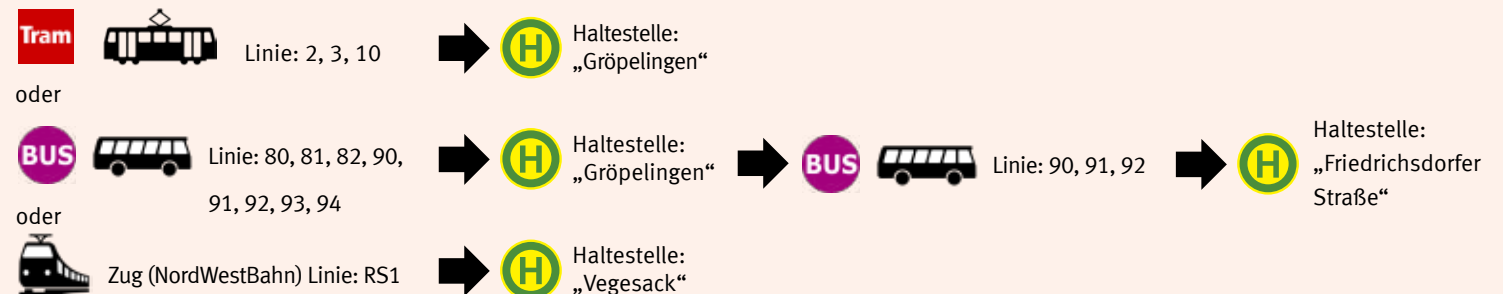 Tram
Linie: 2, 3, 10
H
Haltestelle:
„Gröpelingen“
oder
BUS
Linie: 80, 81, 82, 90,
91, 92, 93, 94
H
Haltestelle:
„Gröpelingen“
BUS
Linie: 90, 91, 92
H
Haltestelle:
„Friedrichsdorfer
Straße“
oder
Zug (NordWestBahn) Linie: RS1
H
Haltestelle:
„Vegesack“